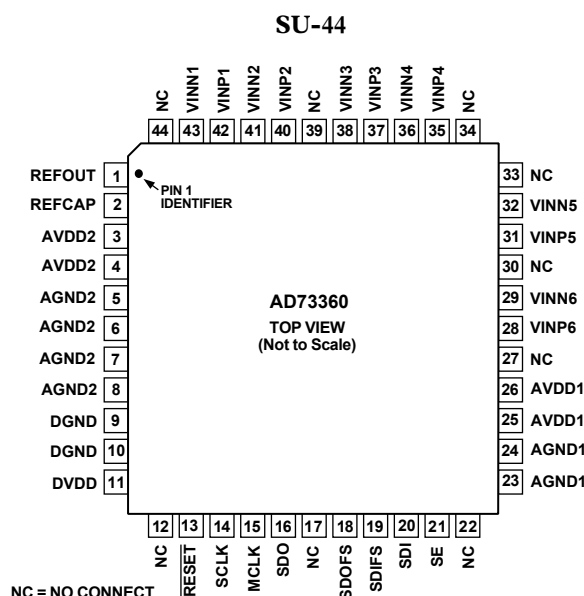 SU-44
NC
VINN1
VINP1
VINN2
VINP2
NC
VINN3
VINP3
VINN4
VINP4
NC
44 43 42 41 40 39 38 37 36 35 34
REFOUT 1
REFCAP 2
AVDD2 3
AVDD2 4
AGND2 5
AGND2 6
AGND2 7
AGND2 8
DGND 9
DGND 10
DVDD 11
PIN 1
IDENTIFIER
AD73360
TOP VIEW
(Not to Scale)
33 NC
32 VINN5
31 VINP5
30 NC
29 VINN6
28 VINP6
27 NC
26 AVDD1
25 AVDD1
24 AGND1
23 AGND1
12 13 14 15 16 17 18 19 20 21 22
NC
RESET
SCLK
MCLK
SDO
NC
SDOFS
SDIFS
SDI
SE
NC
NC = NO CONNECT